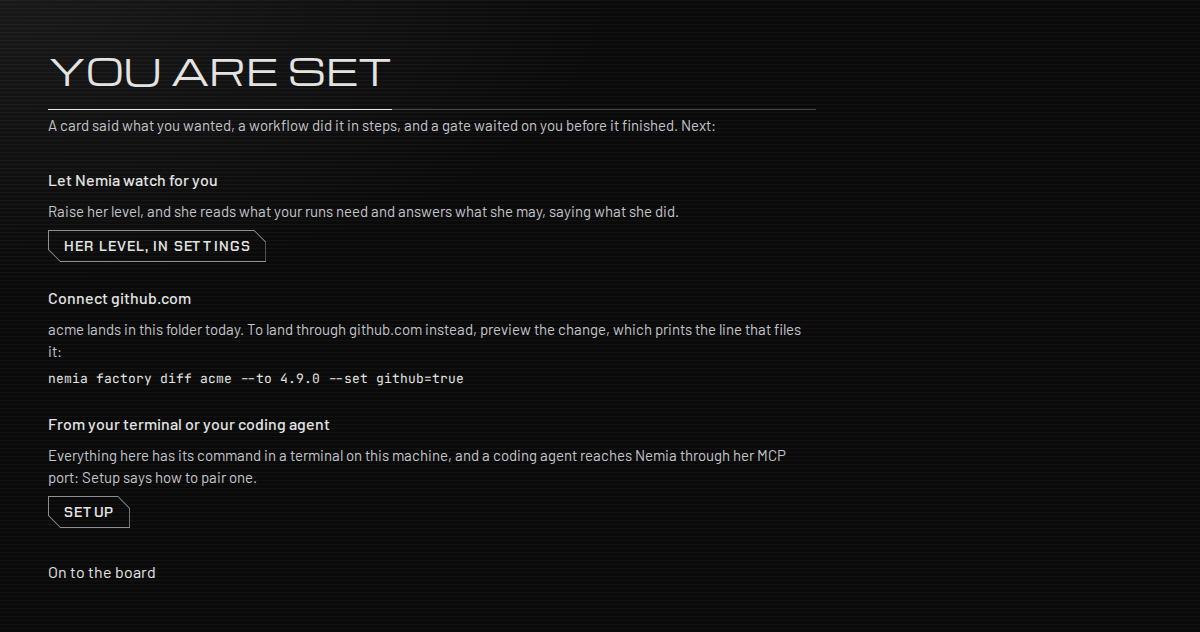 YOU ARE SET
A card said what you wanted, a workflow did it in steps, and a gate waited on you before it finished. Next:
Let Nemia watch for you
Raise her level, and she reads what your runs need and answers what she may, saying what she did.
HER LEVEL, IN SETTINGS
Connect github.com
acme lands in this folder today. To land through github.com instead, preview the change, which prints the line that files
it:
nemia factory diff acme --to 4.9.0 --set github=true
From your terminal or your coding agent
Everything here has its command in a terminal on this machine, and a coding agent reaches Nemia through her MCP
port: Setup says how to pair one.
SETUP
On to the board